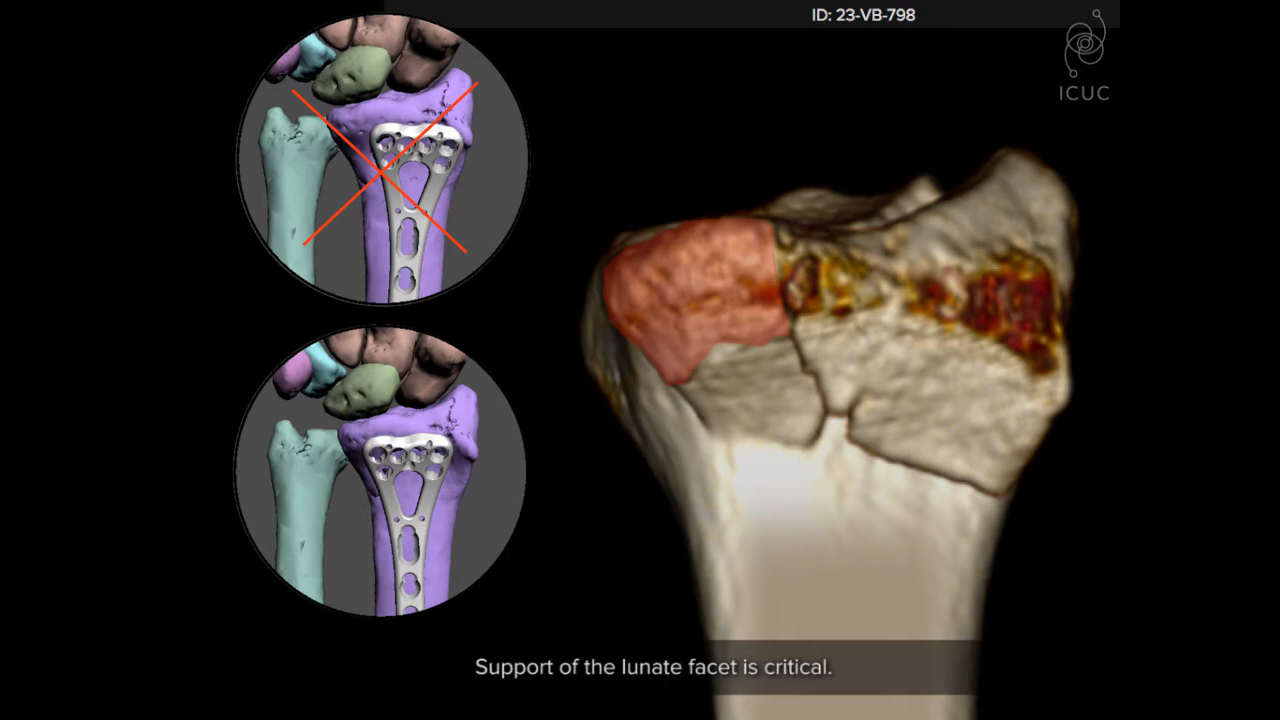 ID: 23-VB-798
ICUC
Support of the lunate facet is critical.